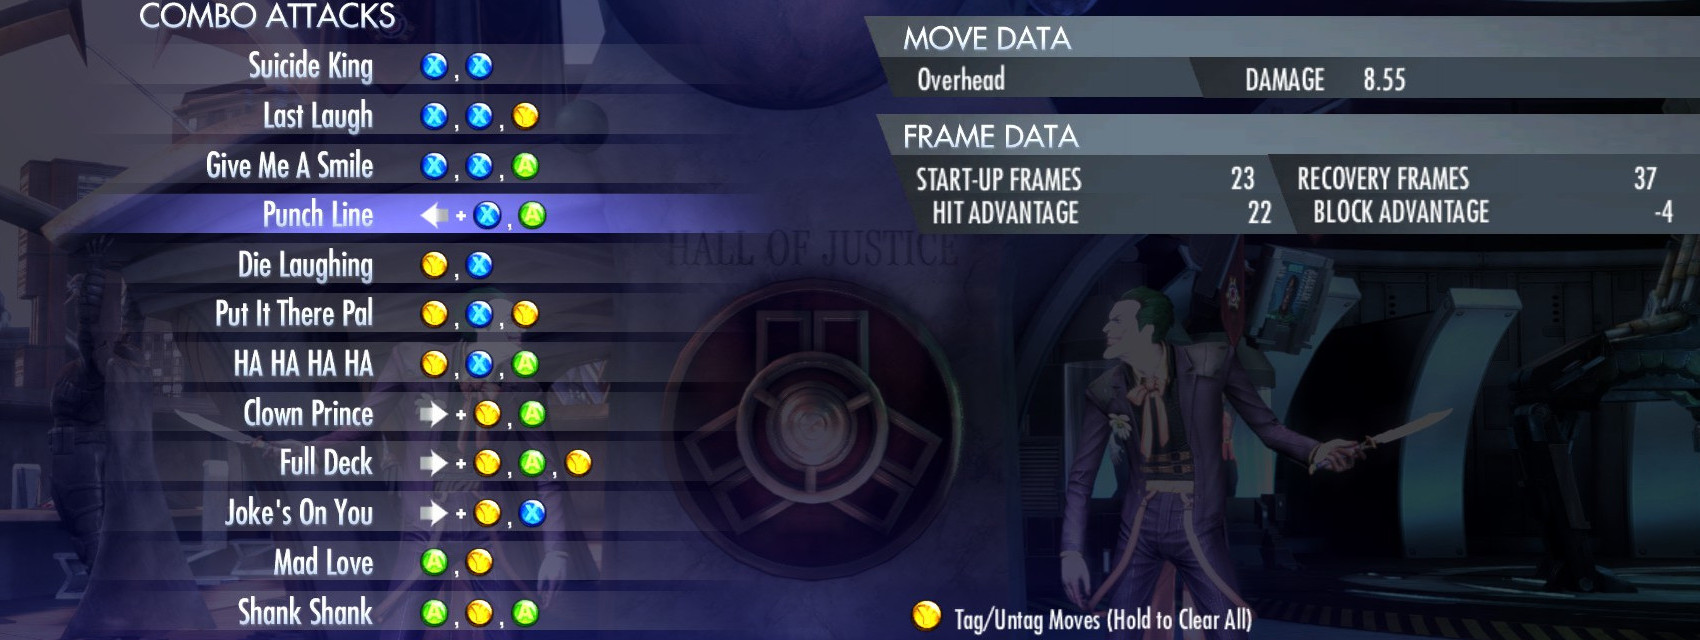 COMBO ATTACKS
Suicide King X , X
Last Laugh X , X , Y
Give Me A Smile X , X , A
Punch Line + X , A
Die Laughing Y , X
Put It There Pal Y , X , Y
HA HA HA HA Y , X , A
Clown Prince + Y , A
Full Deck + Y , A , Y
Joke's On You + Y , X
Mad Love A , Y
Shank Shank A , Y , A
MOVE DATA
Overhead DAMAGE 8.55
FRAME DATA
START-UP FRAMES 23 RECOVERY FRAMES 37
HIT ADVANTAGE 22 BLOCK ADVANTAGE -4
HALL OF JUSTICE
Y Tag/Untag Moves (Hold to Clear All)